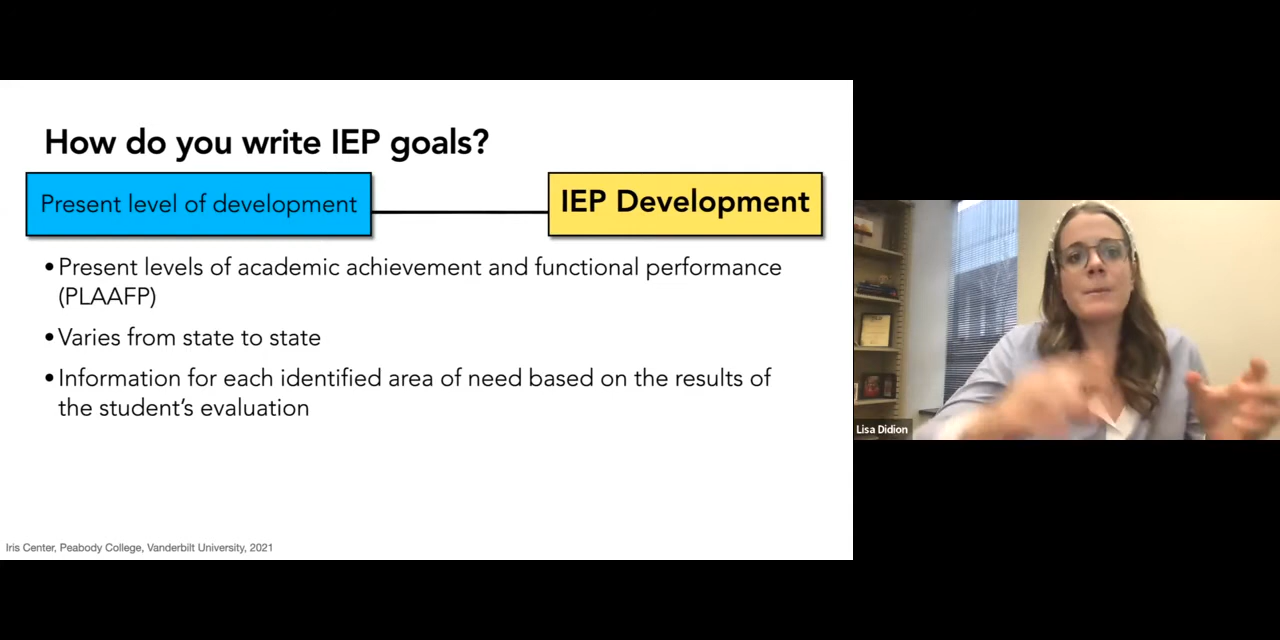 How do you write IEP goals?
Present level of development
IEP Development
•Present levels of academic achievement and functional performance
(PLAAFP)
•Varies from state to state
•Information for each identified area of need based on the results of
the student’s evaluation
Lisa Didion
Iris Center, Peabody College, Vanderbilt University, 2021